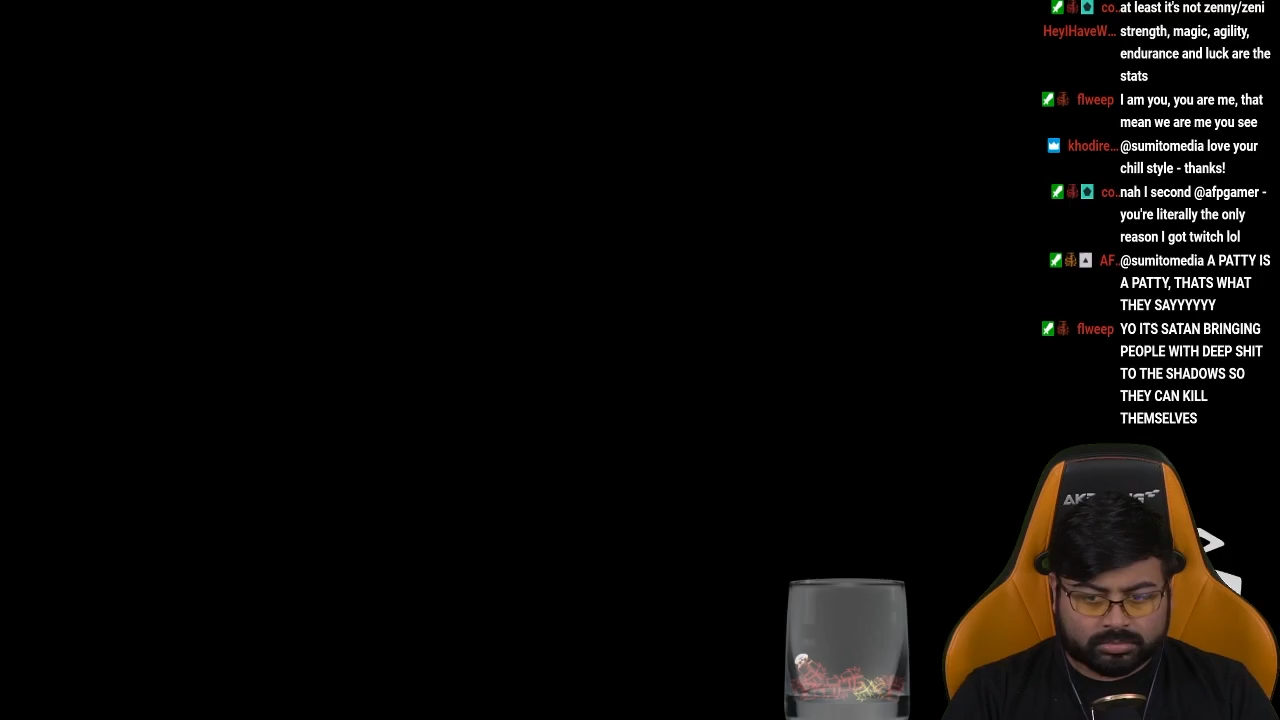 co.. at least it's not zenny/zeni
HeyIHaveW... strength, magic, agility,
endurance and luck are the
stats
flweep I am you, you are me, that
mean we are me you see
khodire... @sumitomedia love your
chill style - thanks!
co.. nah I second @afpgamer -
you're literally the only
reason I got twitch lol
AF.. @sumitomedia A PATTY IS
A PATTY, THATS WHAT
THEY SAYYYYYY
flweep YO ITS SATAN BRINGING
PEOPLE WITH DEEP SHIT
TO THE SHADOWS SO
THEY CAN KILL
THEMSELVES